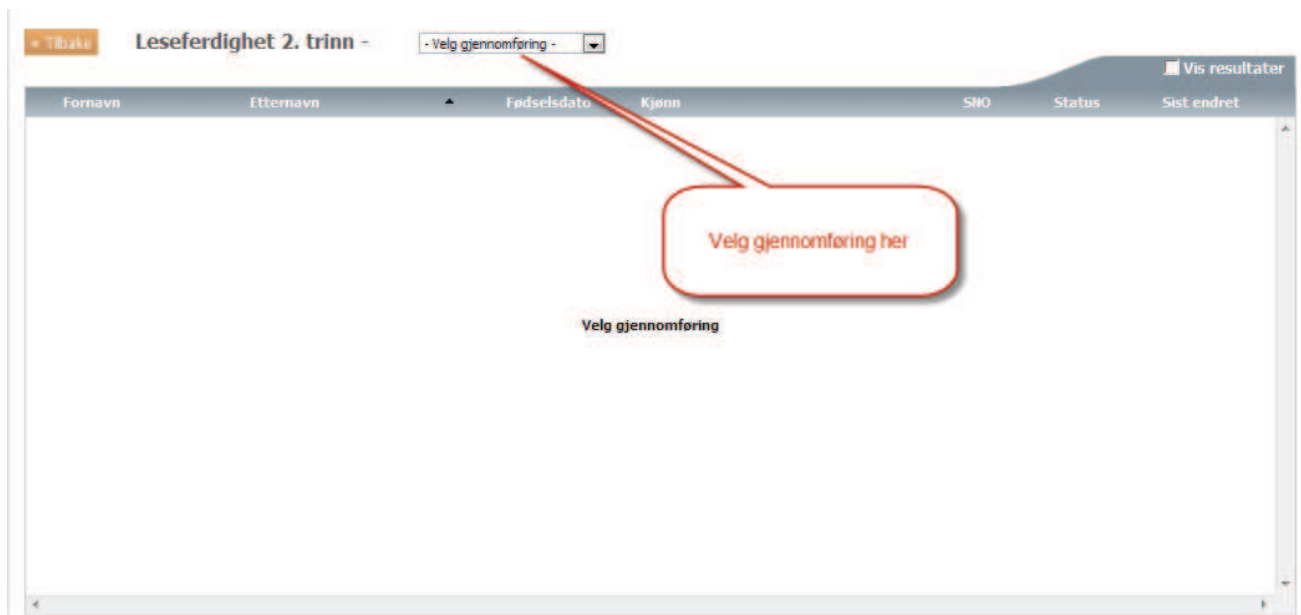 « Tilbake Leseferdighet 2. trinn - - Velg gjennomføring -
Vis resultater
Fornavn Etternavn Fødselsdato Kjønn SNO Status Sist endret
Velg gjennomføring her
Velg gjennomføring